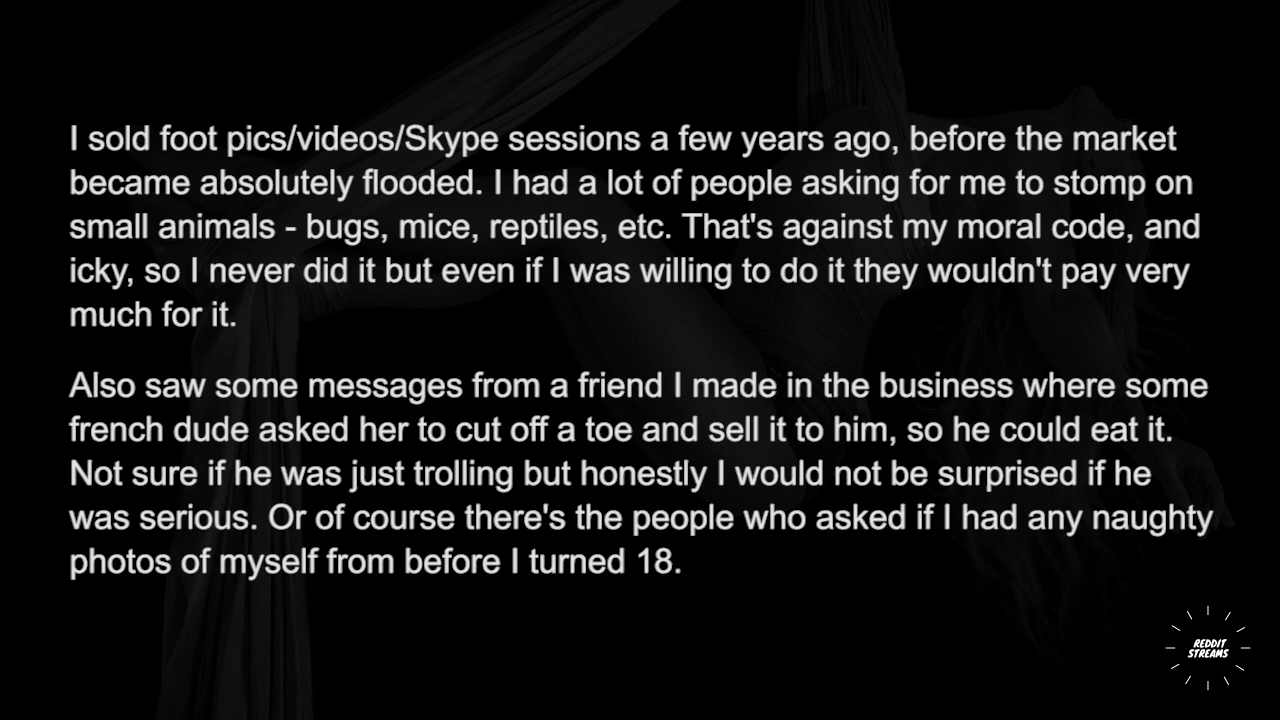 I sold foot pics/videos/Skype sessions a few years ago, before the market
became absolutely flooded. I had a lot of people asking for me to stomp on
small animals - bugs, mice, reptiles, etc. That's against my moral code, and
icky, so I never did it but even if I was willing to do it they wouldn't pay very
much for it.
Also saw some messages from a friend I made in the business where some
french dude asked her to cut off a toe and sell it to him, so he could eat it.
Not sure if he was just trolling but honestly I would not be surprised if he
was serious. Or of course there's the people who asked if I had any naughty
photos of myself from before I turned 18.
REDDIT
STREAMS